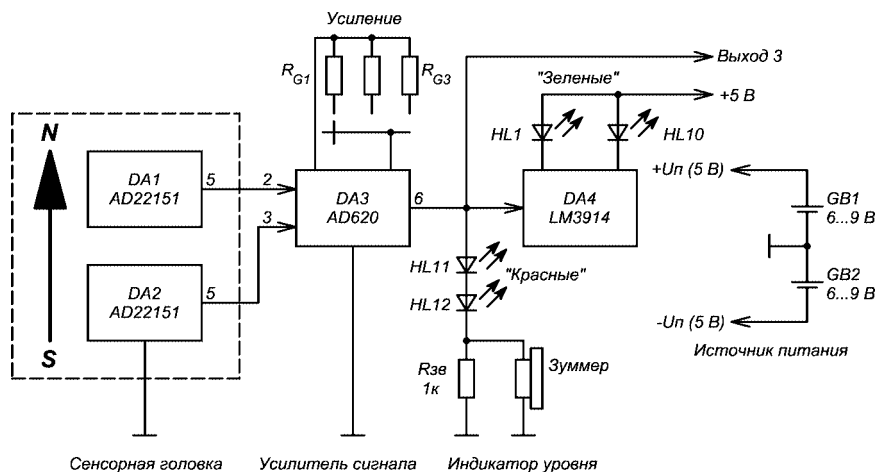 Усиление
R_G1
R_G3
Выход 3
"Зеленые"
+5 В
HL1
HL10
N
DA1
AD22151
5
2
DA3
AD620
6
DA4
LM3914
+Uп (5 В)
GB1
6...9 В
3
HL11
"Красные"
HL12
DA2
AD22151
5
GB2
6...9 В
-Uп (5 В)
S
Источник питания
Rзв
1к
Зуммер
Сенсорная головка
Усилитель сигнала
Индикатор уровня